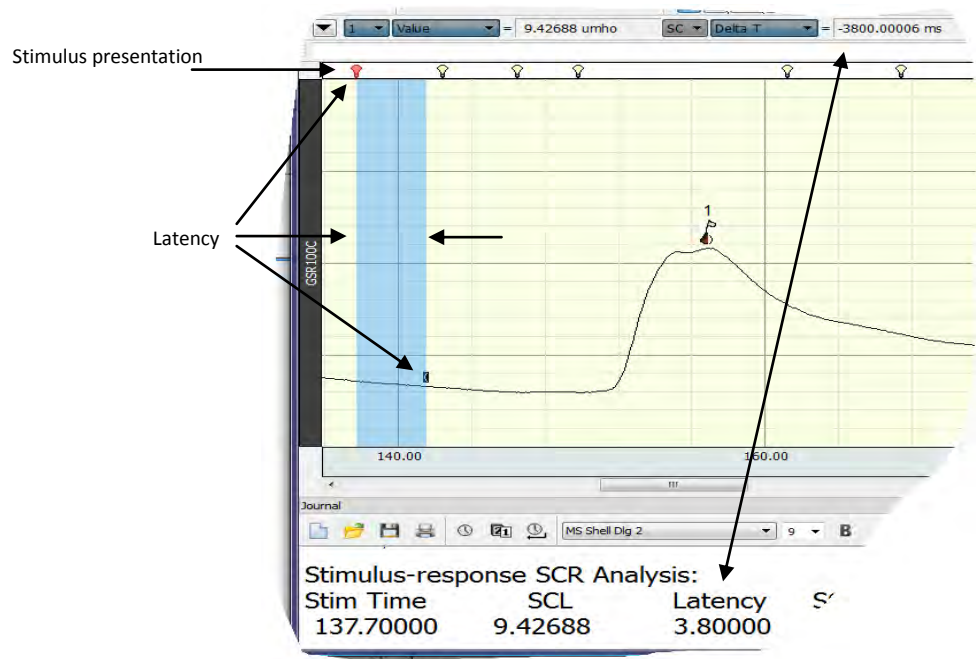 1 Value = 9.42688 umho SC Delta T = -3800.00006 ms
Stimulus presentation
1
Latency
GSR100C
140.00 160.00
Journal
MS Shell Dlg 2 9 B
Stimulus-response SCR Analysis:
Stim Time SCL Latency
137.70000 9.42688 3.80000